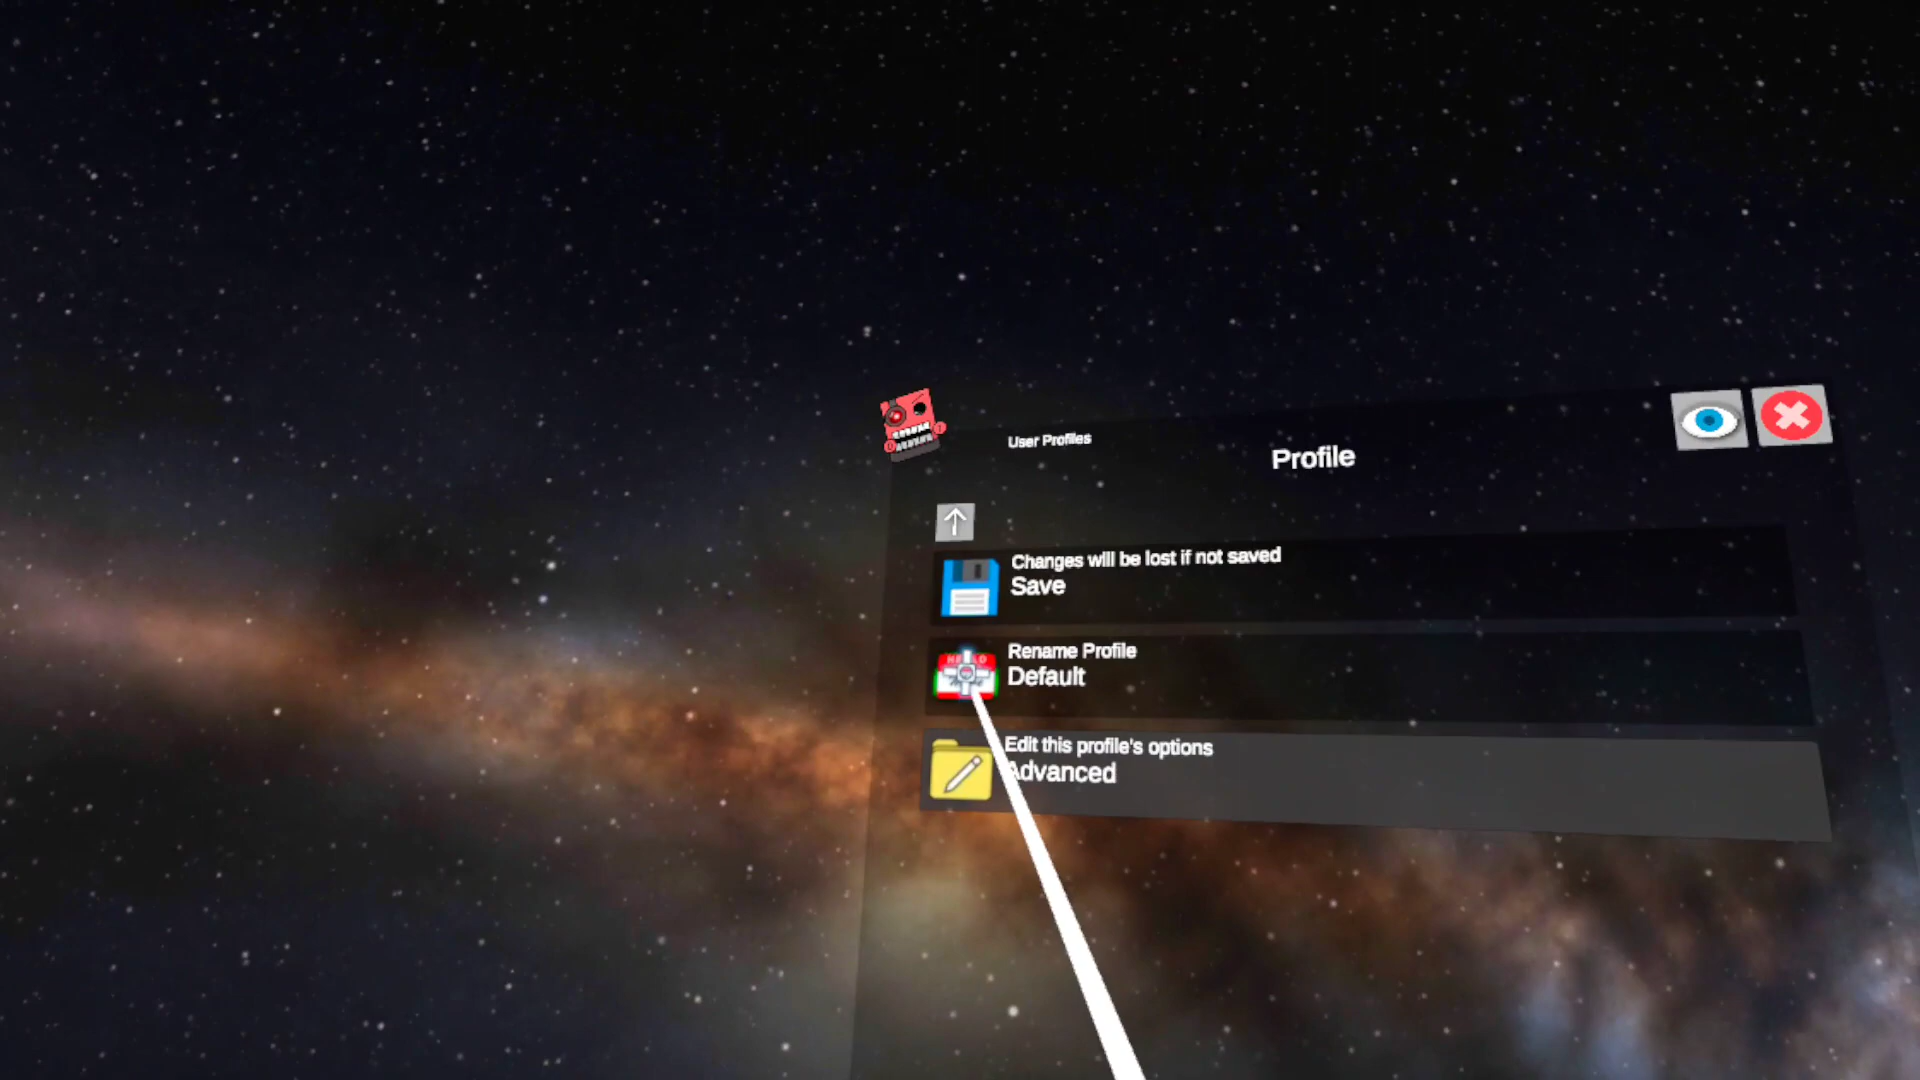 User Profiles
Profile
Changes will be lost if not saved
Save
Rename Profile
Default
Edit this profile's options
Advanced